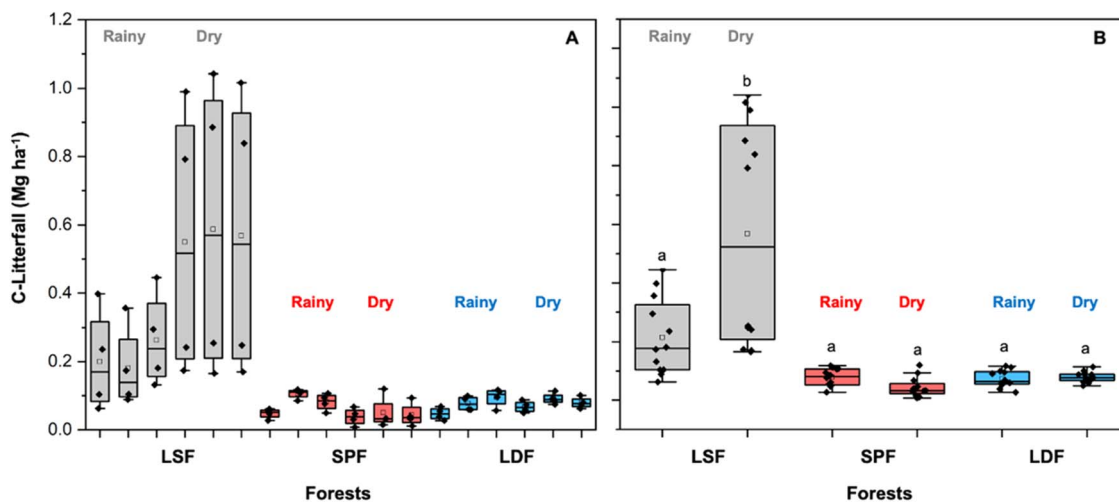 C-Litterfall (Mg ha⁻¹)
1.2
1.0
0.8
0.6
0.4
0.2
0.0
Rainy Dry A
Rainy Dry Rainy Dry
LSF SPF LDF
Forests
Rainy Dry B
a b
Rainy Dry Rainy Dry
a a a a
LSF SPF LDF
Forests